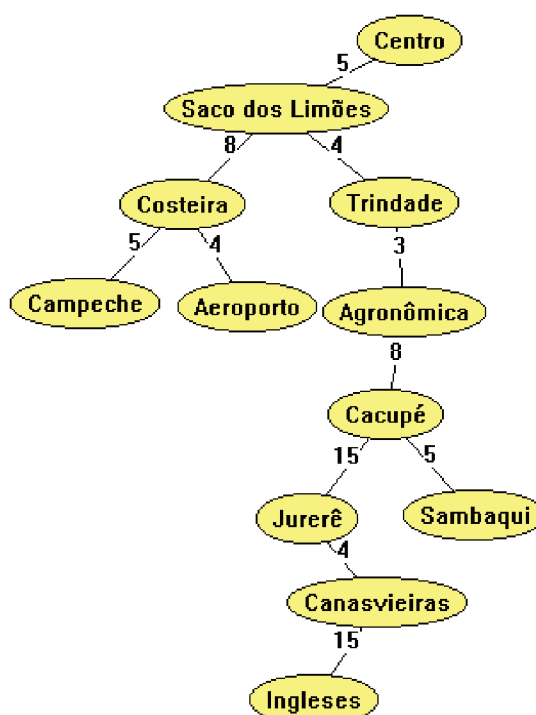 Centro
5
Saco dos Limões
8 4
Costeira Trindade
5 4 3
Campeche Aeroporto Agronômica
8
Cacupé
15 5
Jurerê Sambaqui
4
Canasvieiras
15
Ingleses